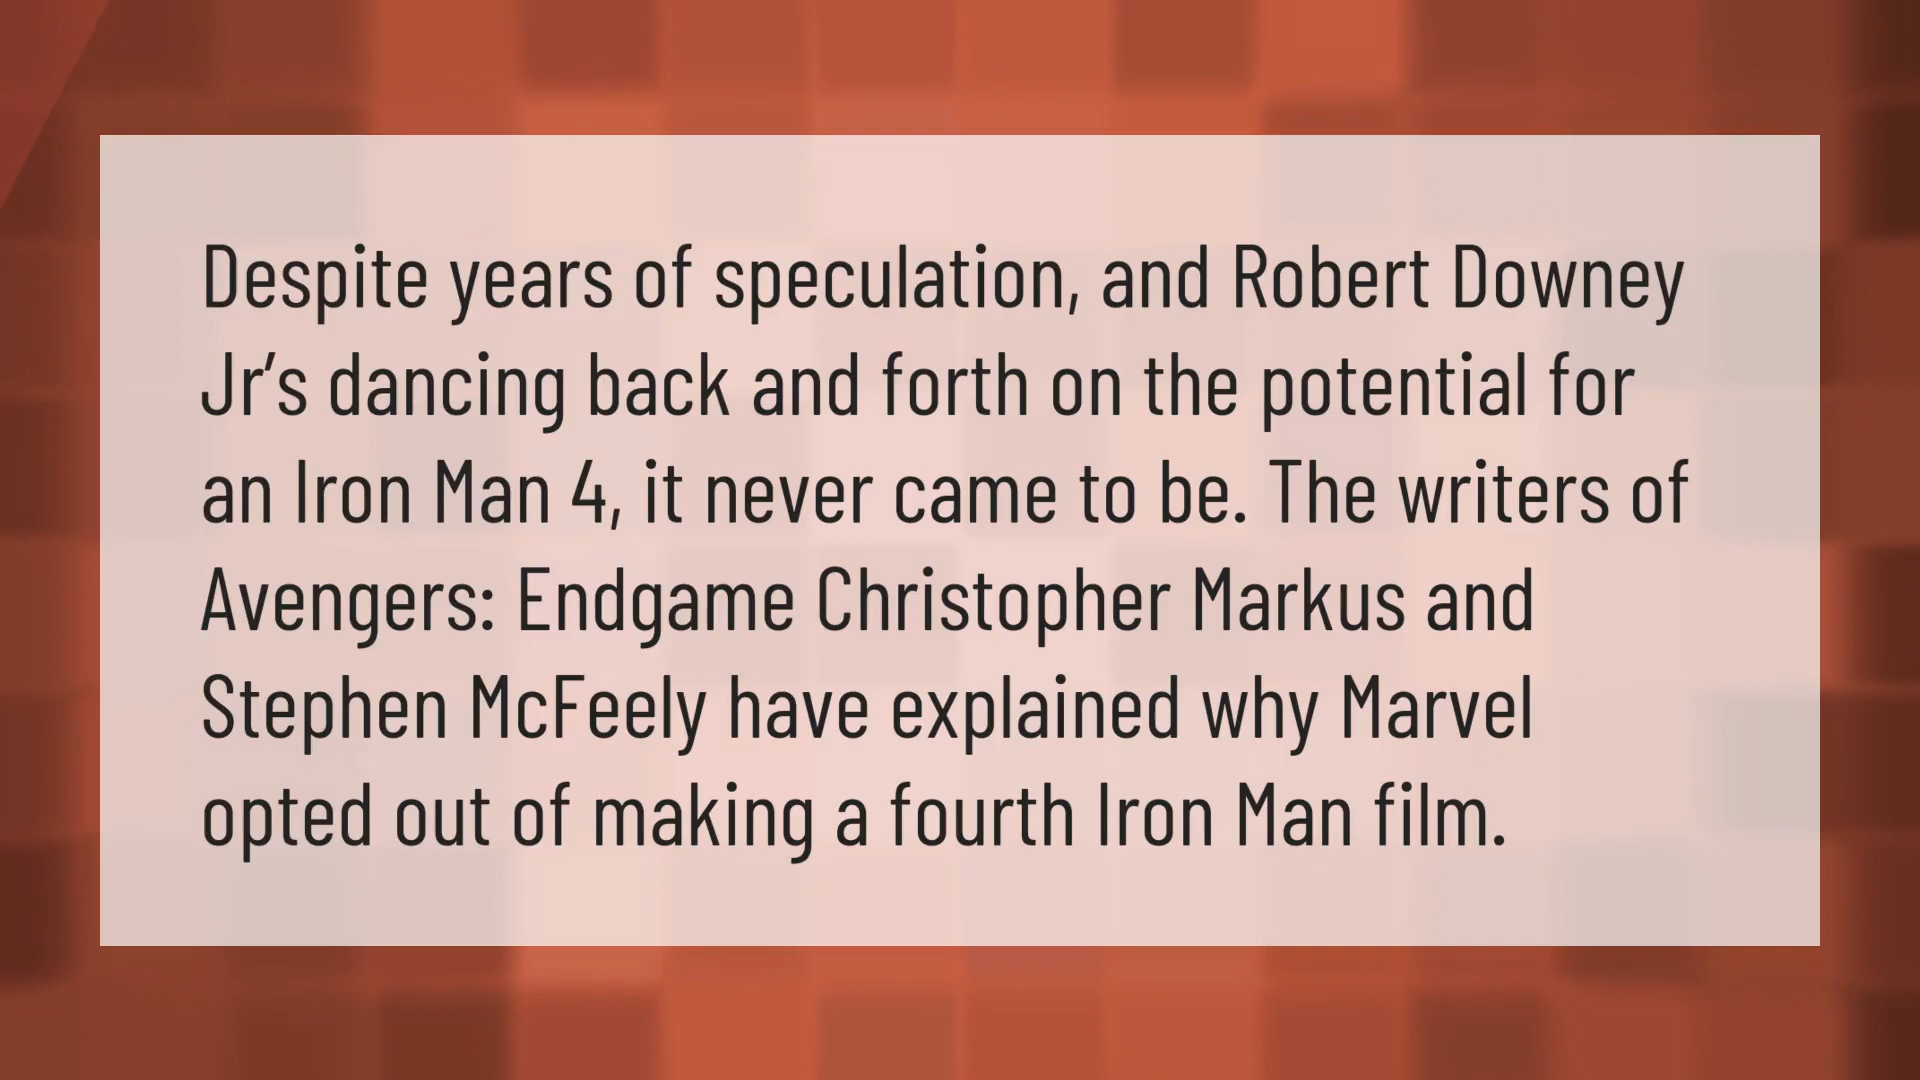 Despite years of speculation, and Robert Downey
Jr’s dancing back and forth on the potential for
an Iron Man 4, it never came to be. The writers of
Avengers: Endgame Christopher Markus and
Stephen McFeely have explained why Marvel
opted out of making a fourth Iron Man film.